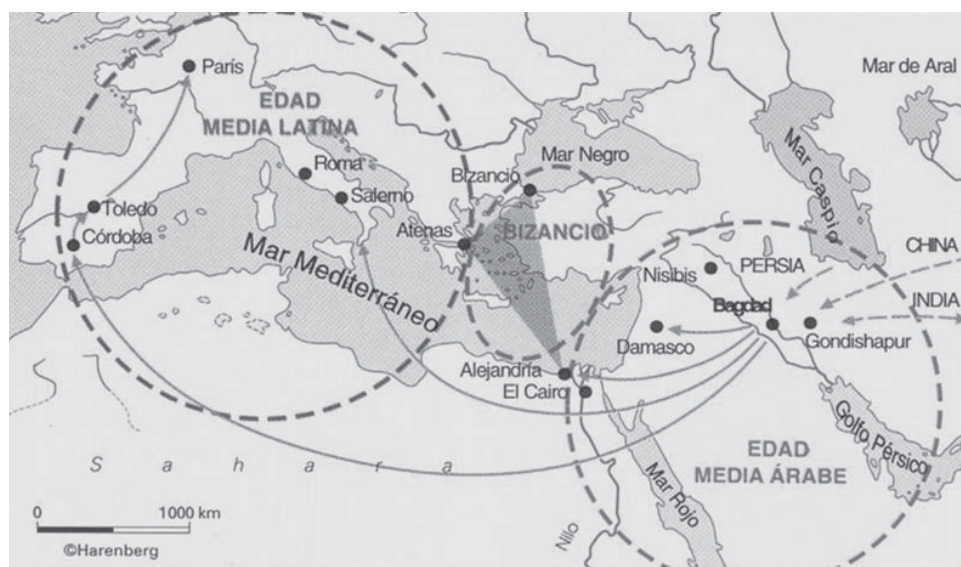 París
Mar de Aral
EDAD
MEDIA LATINA
Mar Negro
Mar Caspio
Roma
Bizancio
Salerno
Toledo
Córdoba
Atenas
BIZANCIO
Mar Mediterráneo
Nisibis
PERSIA
CHINA
INDIA
Bagdad
Damasco
Gondishapur
Alejandría
El Cairo
Golfo Pérsico
EDAD
MEDIA ÁRABE
Sahara
Mar Rojo
Nilo
0 1000 km
©Harenberg